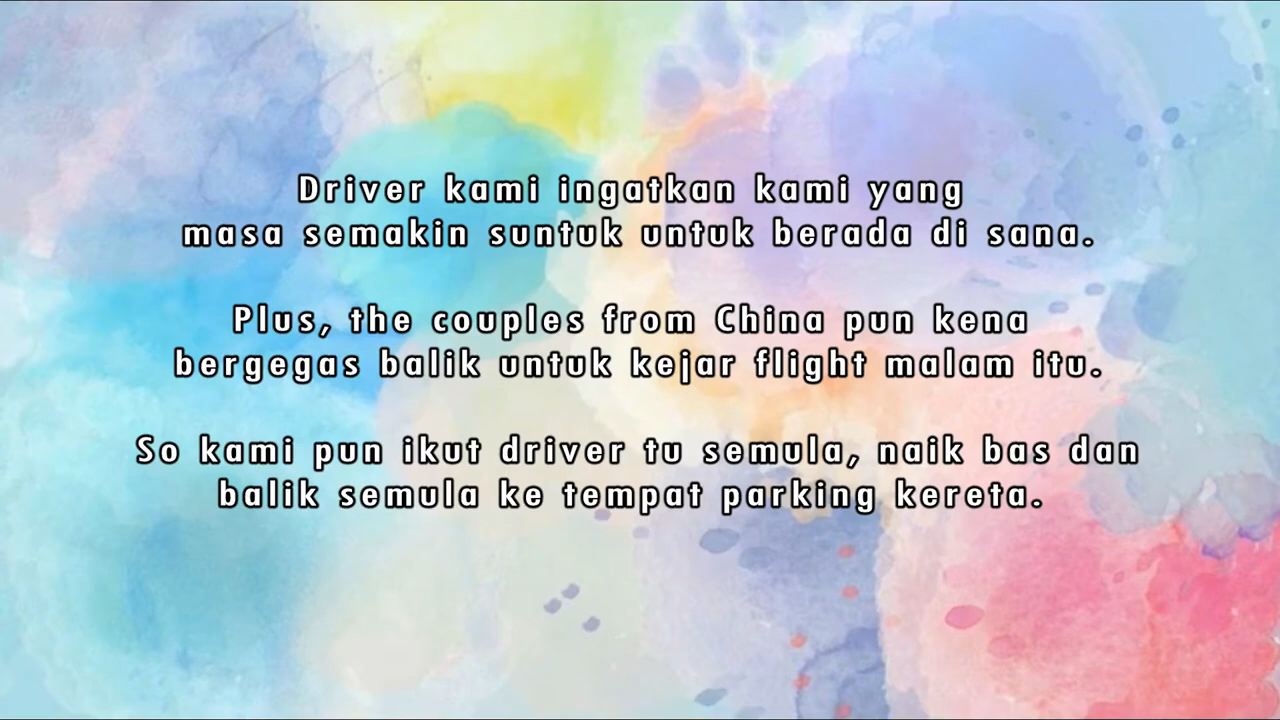 Driver kami ingatkan kami yang
masa semakin suntuk untuk berada di sana.
Plus, the couples from China pun kena
bergegas balik untuk kejar flight malam itu.
So kami pun ikut driver tu semula, naik bas dan
balik semula ke tempat parking kereta.